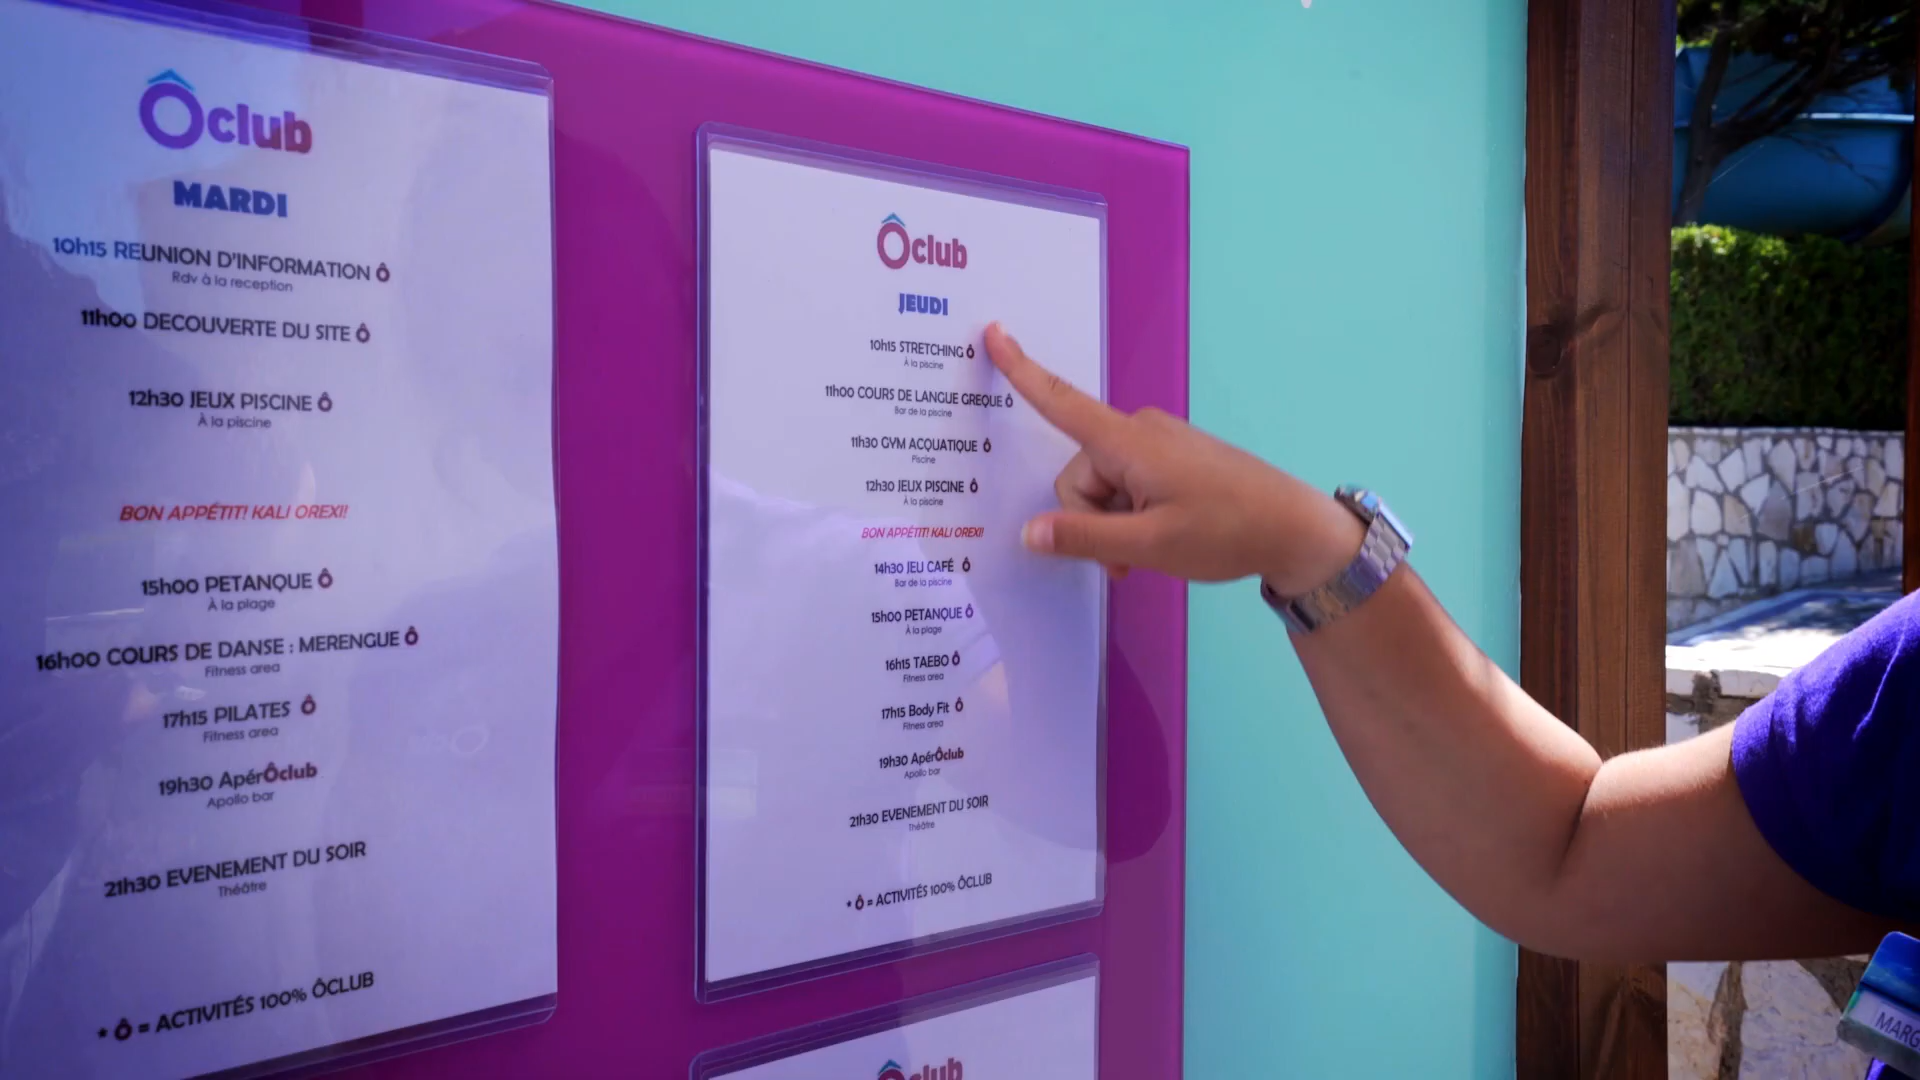 Ôclub
MARDI
10h15 REUNION D'INFORMATION Ô
Rdv à la reception
11h00 DECOUVERTE DU SITE Ô
12h30 JEUX PISCINE Ô
À la piscine
BON APPÉTIT! KALI OREXI!
15h00 PETANQUE Ô
À la plage
16h00 COURS DE DANSE : MERENGUE Ô
Fitness area
17h15 PILATES Ô
Fitness area
19h30 ApérÔclub
Apollo bar
21h30 EVENEMENT DU SOIR
Théâtre
* Ô = ACTIVITÉS 100% ÔCLUB
Ôclub
JEUDI
10h15 STRETCHING Ô
À la piscine
11h00 COURS DE LANGUE GREQUE Ô
Bar de la piscine
11h30 GYM ACQUATIQUE Ô
Piscine
12h30 JEUX PISCINE Ô
À la piscine
BON APPÉTIT! KALI OREXI!
14h30 JEU CAFÉ Ô
Bar de la piscine
15h00 PETANQUE Ô
À la plage
16h15 TAEBO Ô
Fitness area
17h15 Body Fit Ô
Fitness area
19h30 ApérÔclub
Apollo bar
21h30 EVENEMENT DU SOIR
Théâtre
* Ô = ACTIVITÉS 100% ÔCLUB
Ôclub
MARG